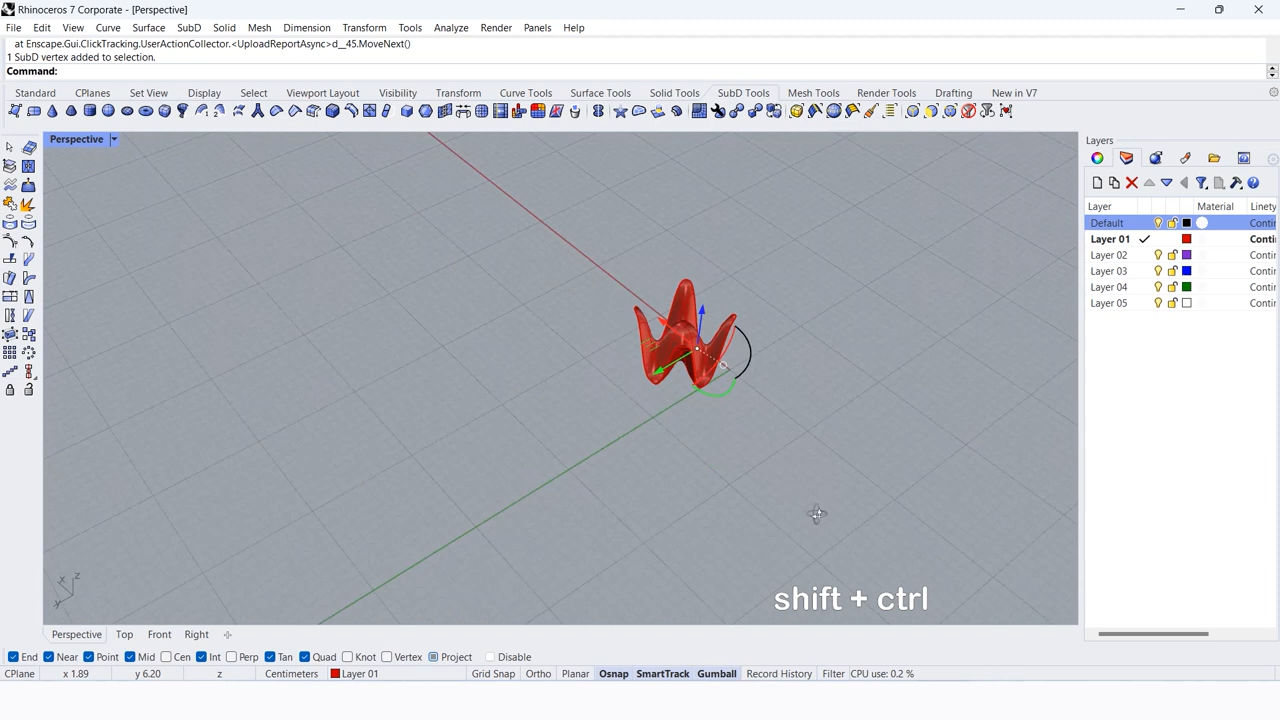 Rhinoceros 7 Corporate - [Perspective]
File Edit View Curve Surface SubD Solid Mesh Dimension Transform Tools Analyze Render Panels Help
at Enscape.Gui.ClickTracking.UserActionCollector.<UploadReportAsync>d__45.MoveNext()
1 SubD vertex added to selection.
Command:
Standard CPlanes Set View Display Select Viewport Layout Visibility Transform Curve Tools Surface Tools Solid Tools SubD Tools Mesh Tools Render Tools Drafting New in V7
Perspective
Layers
Layer Material Linety
Default Conti
Layer 01 Conti
Layer 02 Conti
Layer 03 Conti
Layer 04 Conti
Layer 05 Conti
z
x
y
shift + ctrl
Perspective Top Front Right
End Near Point Mid Cen Int Perp Tan Quad Knot Vertex Project Disable
CPlane x 1.89 y 6.20 z Centimeters Layer 01 Grid Snap Ortho Planar Osnap SmartTrack Gumball Record History Filter CPU use: 0.2 %